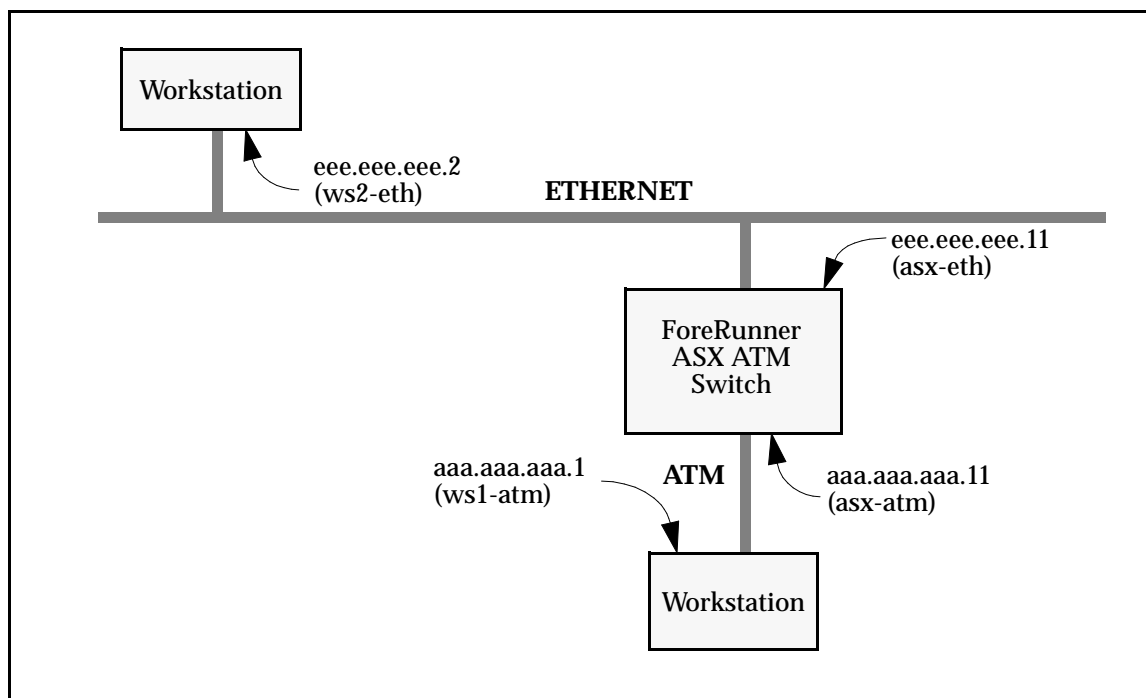 Workstation
eee.eee.eee.2
(ws2-eth)
ETHERNET
eee.eee.eee.11
(asx-eth)
ForeRunner
ASX ATM
Switch
aaa.aaa.aaa.1
(ws1-atm)
ATM
aaa.aaa.aaa.11
(asx-atm)
Workstation